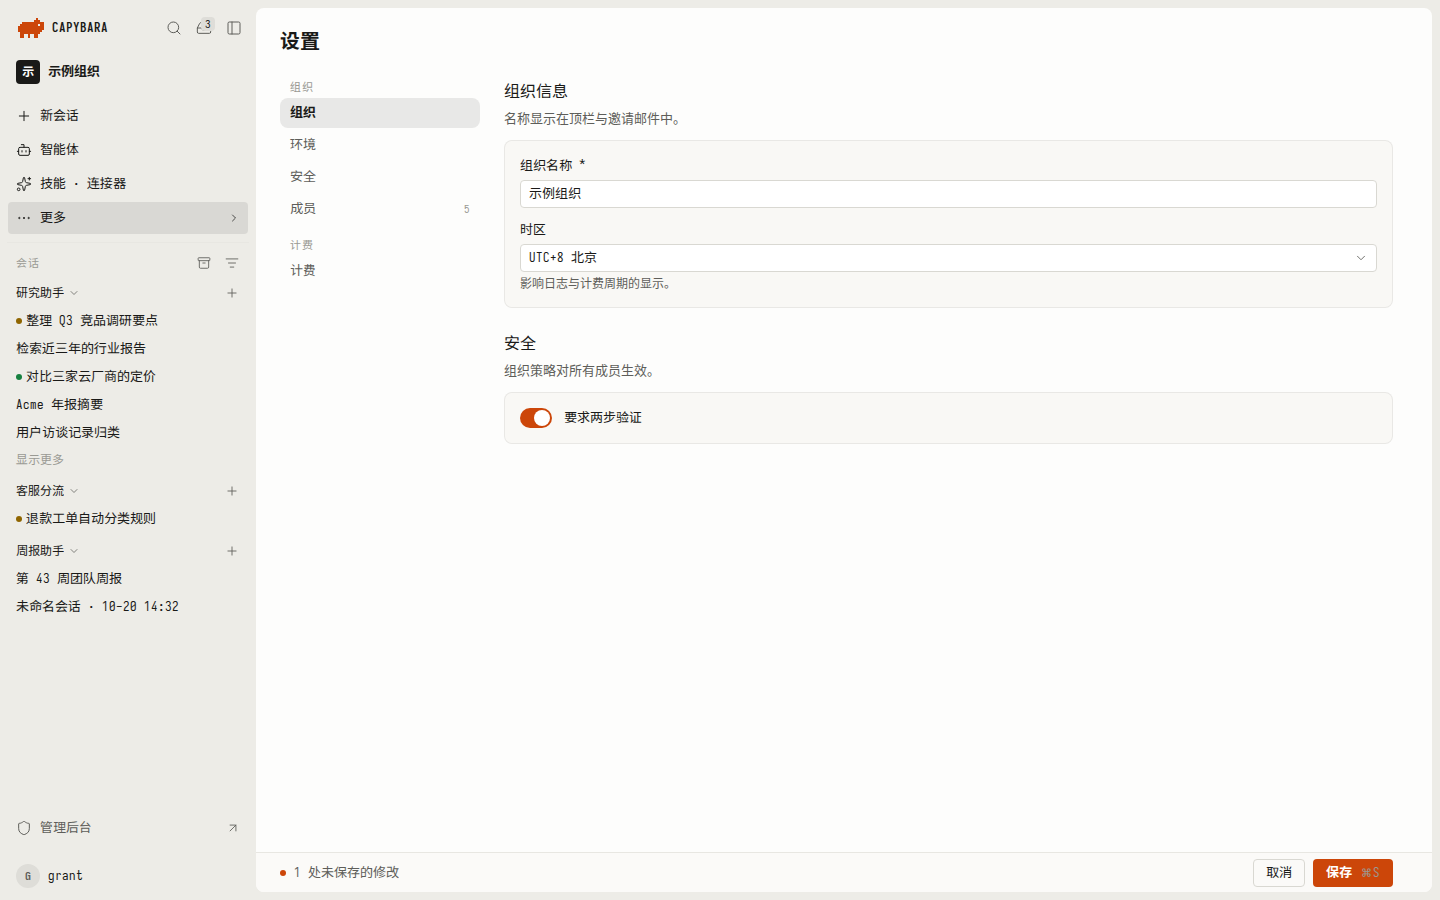 CAPYBARA
3
示 示例组织
新会话
智能体
技能 · 连接器
更多
会话
研究助手
整理 Q3 竞品调研要点
检索近三年的行业报告
对比三家云厂商的定价
Acme 年报摘要
用户访谈记录归类
显示更多
客服分流
退款工单自动分类规则
周报助手
第 43 周团队周报
未命名会话 · 10-20 14:32
管理后台
G grant
设置
组织
组织
环境
安全
成员 5
计费
计费
组织信息
名称显示在顶栏与邀请邮件中。
组织名称 *
示例组织
时区
UTC+8 北京
影响日志与计费周期的显示。
安全
组织策略对所有成员生效。
要求两步验证
1 处未保存的修改
取消
保存 ⌘S